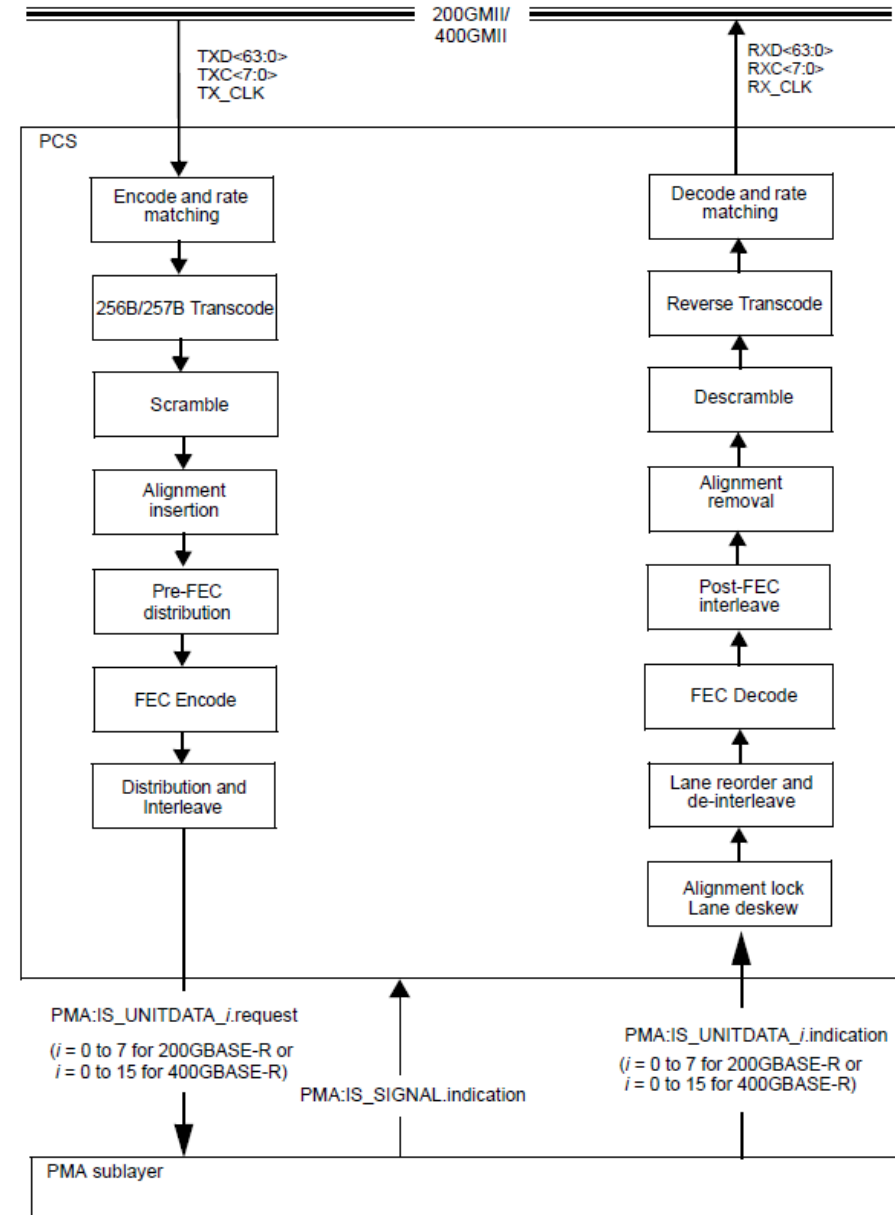 200GMII/
400GMII
TXD<63:0>
TXC<7:0>
TX_CLK
RXD<63:0>
RXC<7:0>
RX_CLK
PCS
Encode and rate
matching
256B/257B Transcode
Scramble
Alignment
insertion
Pre-FEC
distribution
FEC Encode
Distribution and
Interleave
Decode and rate
matching
Reverse Transcode
Descramble
Alignment
removal
Post-FEC
interleave
FEC Decode
Lane reorder and
de-interleave
Alignment lock
Lane deskew
PMA:IS_UNITDATA_i.request
(i = 0 to 7 for 200GBASE-R or
i = 0 to 15 for 400GBASE-R)
PMA:IS_SIGNAL.indication
PMA:IS_UNITDATA_i.indication
(i = 0 to 7 for 200GBASE-R or
i = 0 to 15 for 400GBASE-R)
PMA sublayer